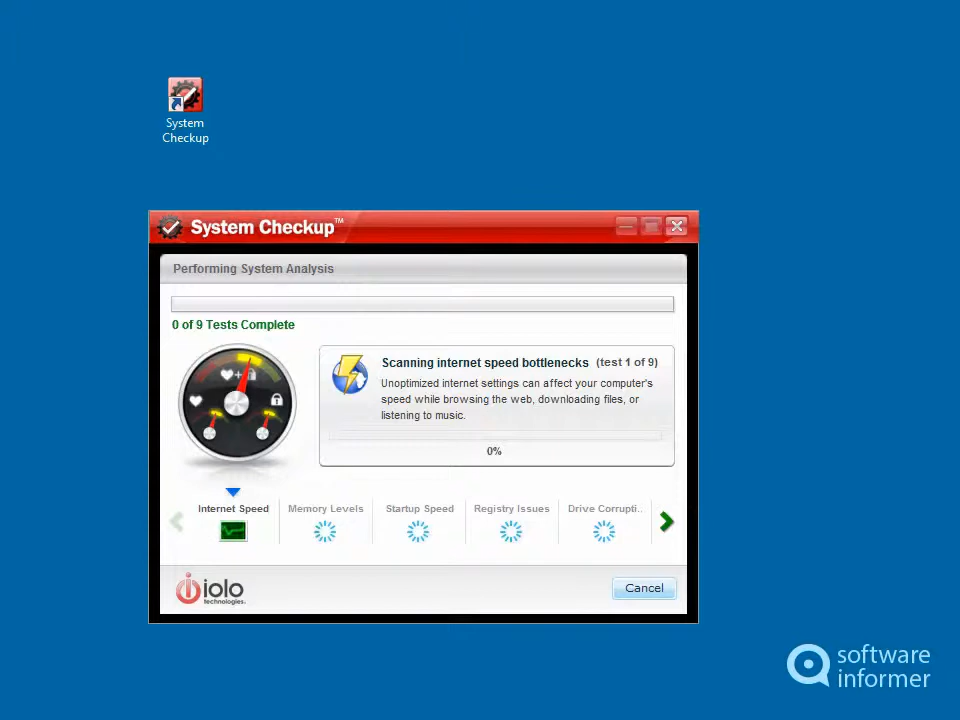 System
Checkup
System Checkup™
Performing System Analysis
0 of 9 Tests Complete
Scanning internet speed bottlenecks (test 1 of 9)
Unoptimized internet settings can affect your computer's
speed while browsing the web, downloading files, or
listening to music.
0%
Internet Speed Memory Levels Startup Speed Registry Issues Drive Corrupti..
iolo
technologies
Cancel
software
informer